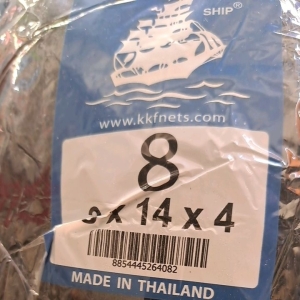 SHIP®
www.kkfnets.com
8
x 14 x 4
8854445264082
MADE IN THAILAND